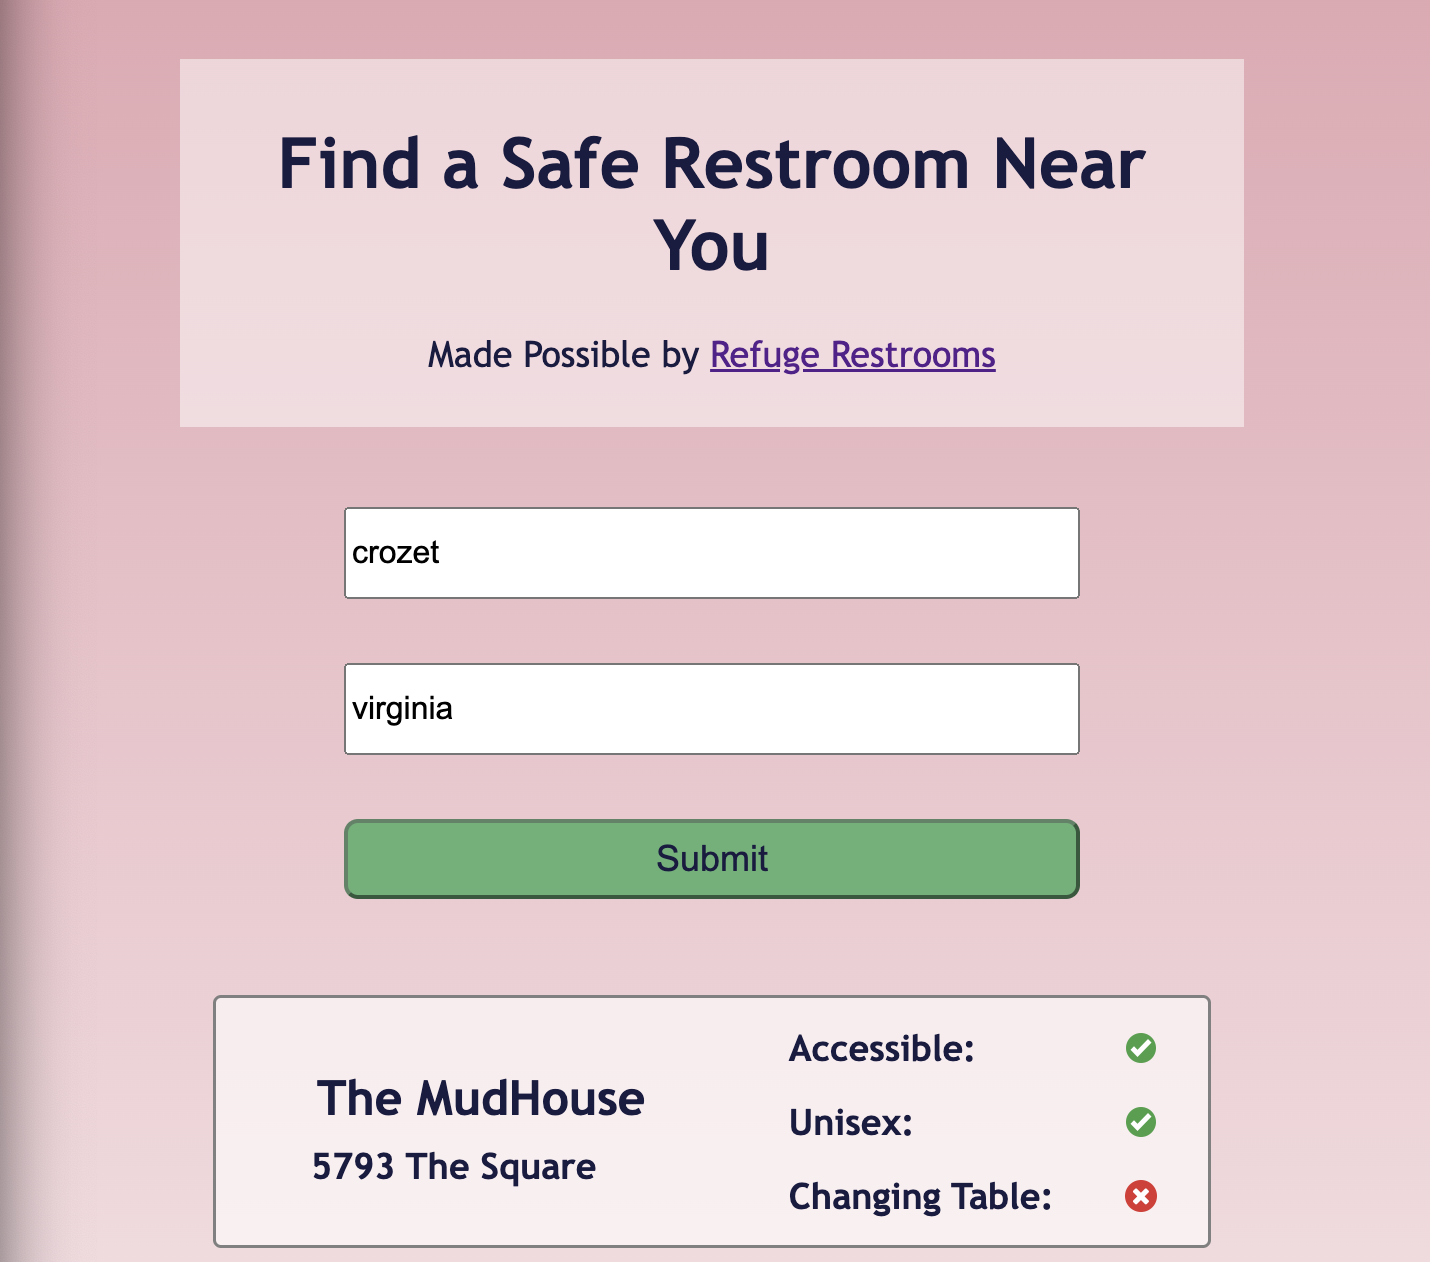 Find a Safe Restroom Near
You
Made Possible by Refuge Restrooms
crozet
virginia
Submit
The MudHouse
5793 The Square
Accessible:
Unisex:
Changing Table: